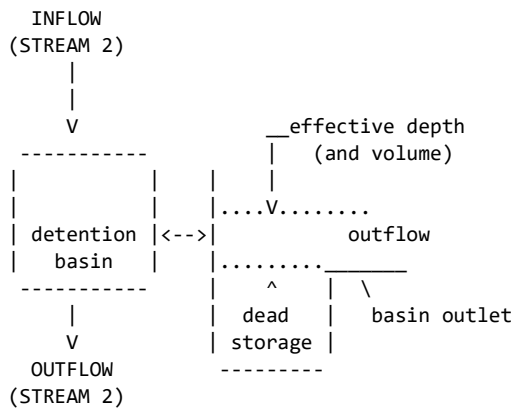 INFLOW
(STREAM 2)
effective depth
(and volume)
detention
basin
outflow
dead
storage
basin outlet
OUTFLOW
(STREAM 2)